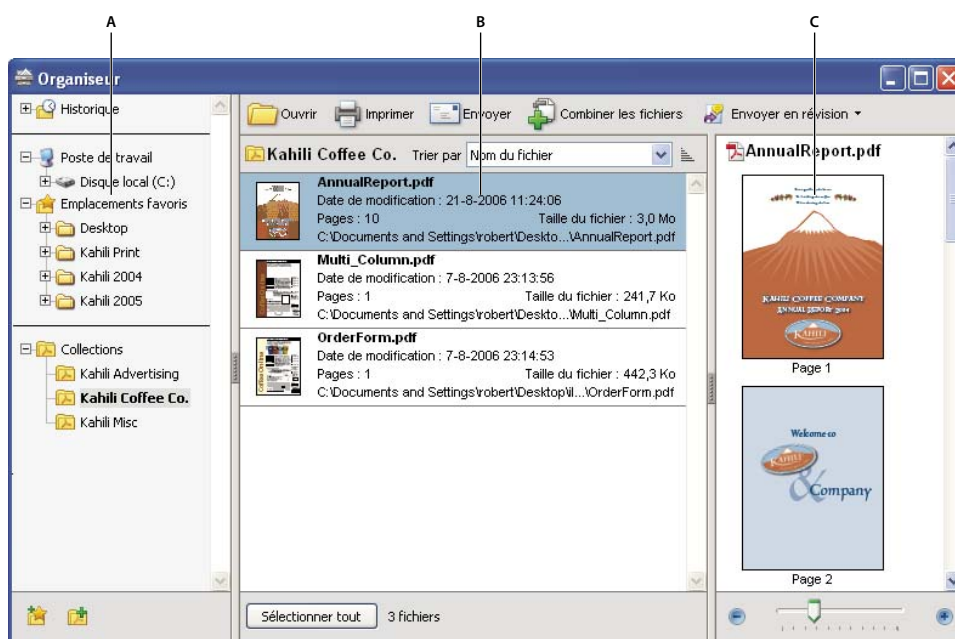 A B C
Organiseur
Historique
Poste de travail
Disque local (C:)
Emplacements favoris
Desktop
Kahili Print
Kahili 2004
Kahili 2005
Collections
Kahili Advertising
Kahili Coffee Co.
Kahili Misc
Ouvrir Imprimer Envoyer Combiner les fichiers Envoyer en révision
Kahili Coffee Co. Trier par Nom du fichier
AnnualReport.pdf
Date de modification : 21-8-2006 11:24:06
Pages : 10 Taille du fichier : 3,0 Mo
C:\Documents and Settings\robert\Deskto...\AnnualReport.pdf
Multi_Column.pdf
Date de modification : 7-8-2006 23:13:56
Pages : 1 Taille du fichier : 241,7 Ko
C:\Documents and Settings\robert\Deskto...\Multi_Column.pdf
OrderForm.pdf
Date de modification : 7-8-2006 23:14:53
Pages : 1 Taille du fichier : 442,3 Ko
C:\Documents and Settings\robert\Desktop\il...\OrderForm.pdf
Sélectionner tout 3 fichiers
AnnualReport.pdf
KAHILI COFFEE COMPANY
ANNUAL REPORT
KAHILI
Page 1
Welcome to
KAHILI
& Company
Page 2